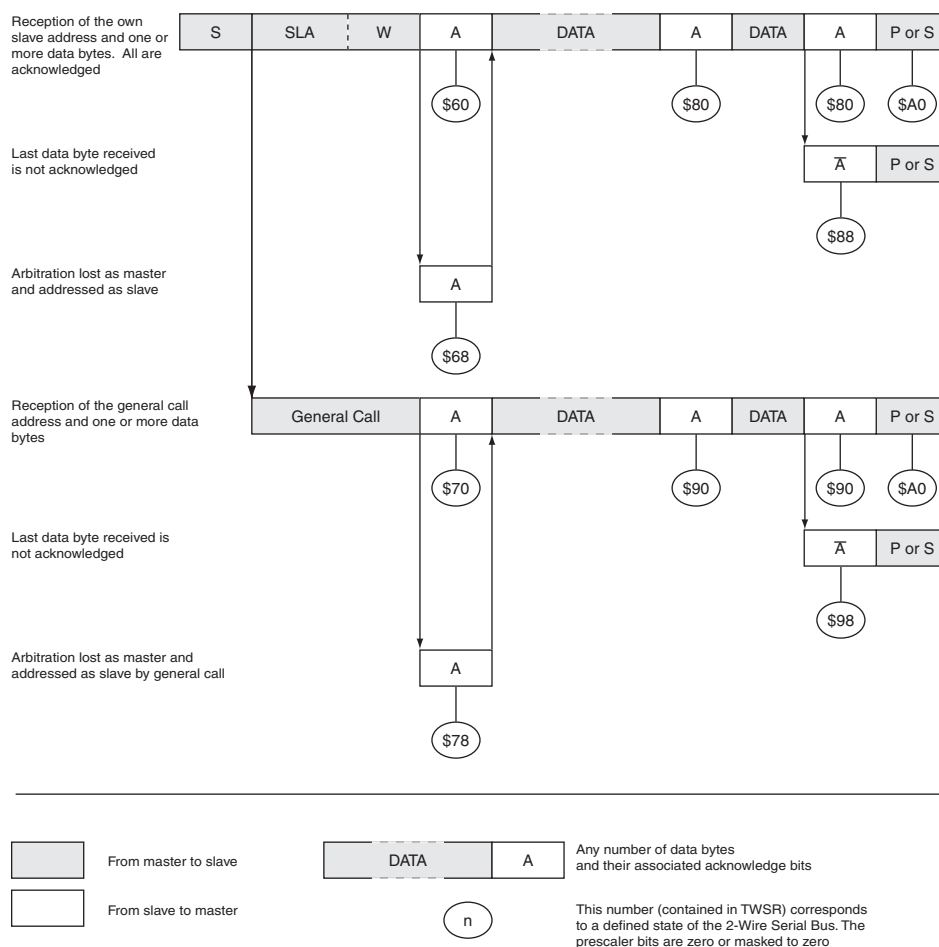 Reception of the own
slave address and one or
more data bytes. All are
acknowledged
S SLA W A DATA A DATA A P or S
$60 $80 $80 $A0
Last data byte received
is not acknowledged
A̅ P or S
$88
Arbitration lost as master
and addressed as slave
A
$68
Reception of the general call
address and one or more data
bytes
General Call A DATA A DATA A P or S
$70 $90 $90 $A0
Last data byte received is
not acknowledged
A̅ P or S
$98
Arbitration lost as master and
addressed as slave by general call
A
$78
From master to slave
DATA A
Any number of data bytes
and their associated acknowledge bits
From slave to master
n
This number (contained in TWSR) corresponds
to a defined state of the 2-Wire Serial Bus. The
prescaler bits are zero or masked to zero